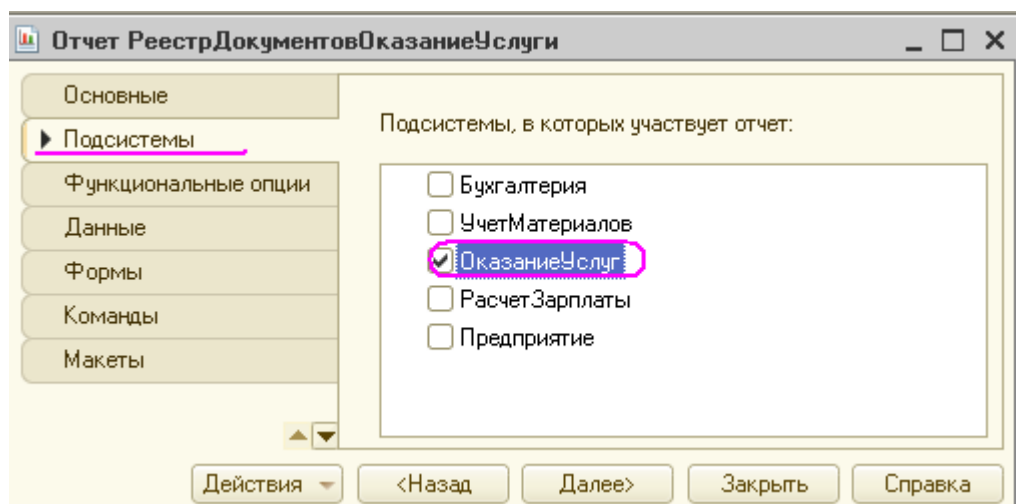 Отчет РеестрДокументовОказаниеУслуги
Основные
Подсистемы
Функциональные опции
Данные
Формы
Команды
Макеты
Подсистемы, в которых участвует отчет:
Бухгалтерия
УчетМатериалов
ОказаниеУслуг
РасчетЗарплаты
Предприятие
Действия
<Назад
Далее>
Закрыть
Справка